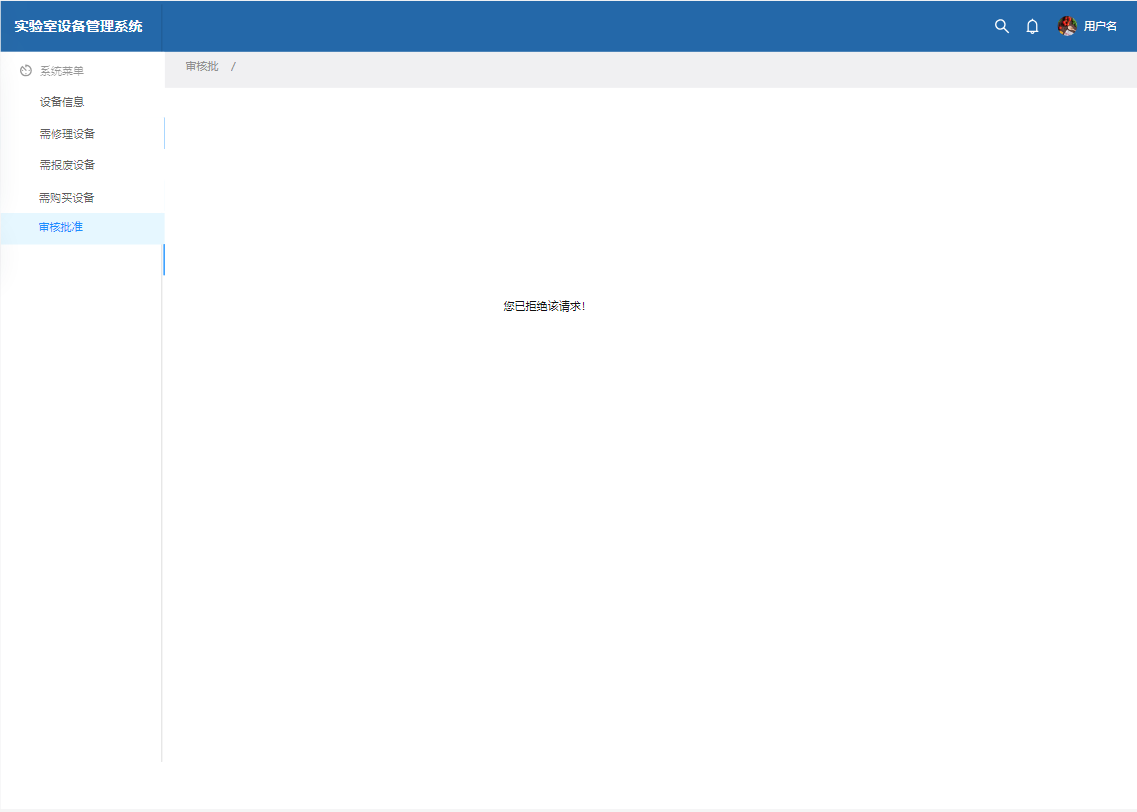 实验室设备管理系统
用户名
系统菜单
审核批 /
设备信息
需修理设备
需报废设备
需购买设备
审核批准
您已拒绝该请求!